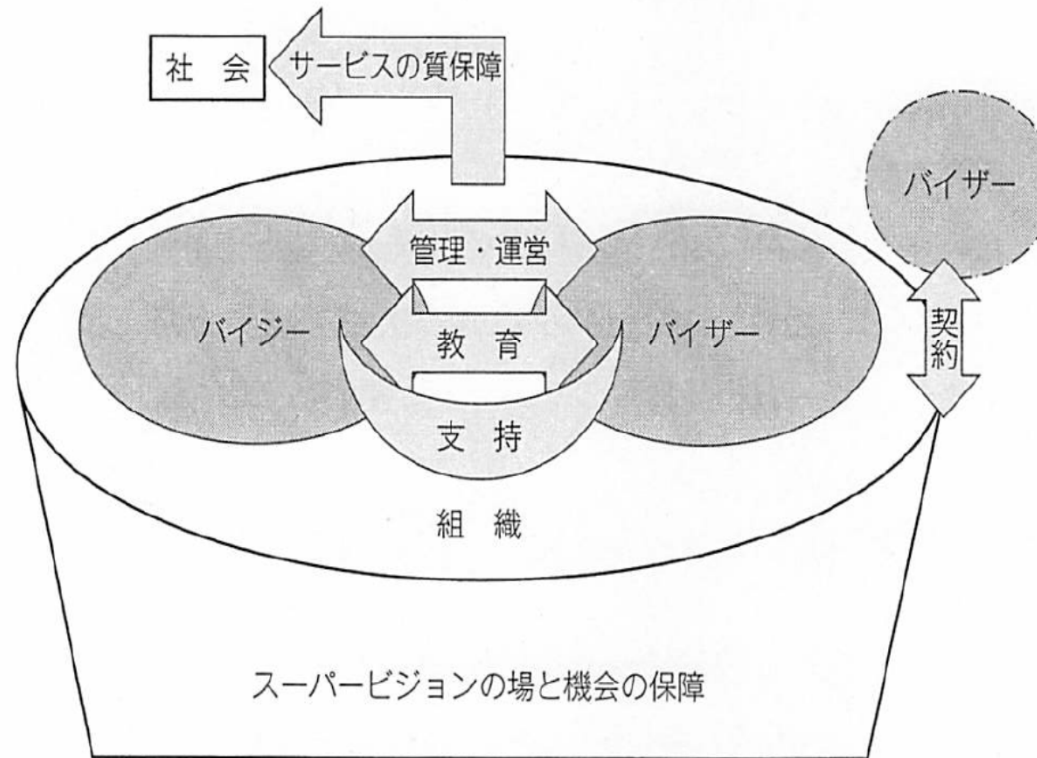 社　会
サービスの質保障
バイザー
管理・運営
バイジー
教　育
バイザー
契約
支　持
組　織
スーパービジョンの場と機会の保障